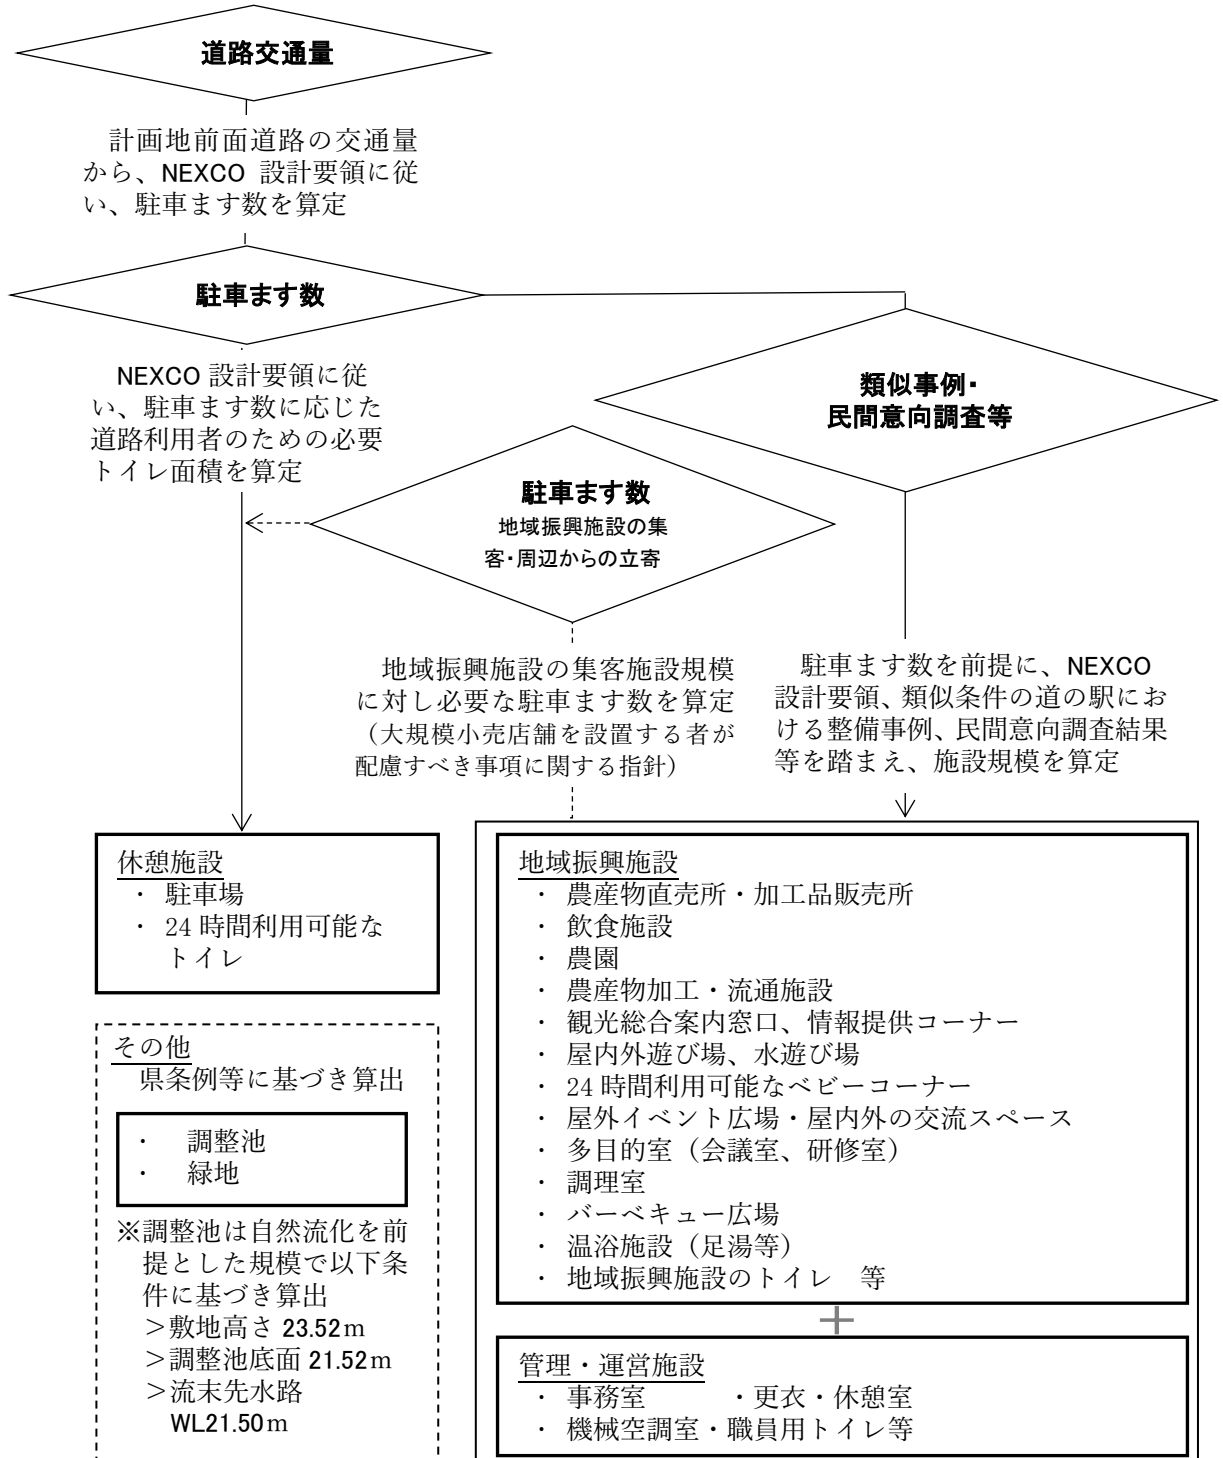 道路交通量
計画地前面道路の交通量
から、NEXCO 設計要領に従
い、駐車ます数を算定
駐車ます数
NEXCO 設計要領に従
い、駐車ます数に応じた
道路利用者のための必要
トイレ面積を算定
類似事例・
民間意向調査等
駐車ます数
地域振興施設の集
客・周辺からの立寄
地域振興施設の集客施設規模
に対し必要な駐車ます数を算定
（大規模小売店舗を設置する者が
配慮すべき事項に関する指針）
駐車ます数を前提に、NEXCO
設計要領、類似条件の道の駅にお
ける整備事例、民間意向調査結果
等を踏まえ、施設規模を算定
休憩施設
・ 駐車場
・ 24 時間利用可能な
トイレ
その他
県条例等に基づき算出
・ 調整池
・ 緑地
※調整池は自然流化を前
提とした規模で以下条
件に基づき算出
＞敷地高さ 23.52ｍ
＞調整池底面 21.52ｍ
＞流末先水路
WL21.50ｍ
地域振興施設
・ 農産物直売所・加工品販売所
・ 飲食施設
・ 農園
・ 農産物加工・流通施設
・ 観光総合案内窓口、情報提供コーナー
・ 屋内外遊び場、水遊び場
・ 24 時間利用可能なベビーコーナー
・ 屋外イベント広場・屋内外の交流スペース
・ 多目的室（会議室、研修室）
・ 調理室
・ バーベキュー広場
・ 温浴施設（足湯等）
・ 地域振興施設のトイレ 等
＋
管理・運営施設
・ 事務室 ・更衣・休憩室
・ 機械空調室・職員用トイレ等